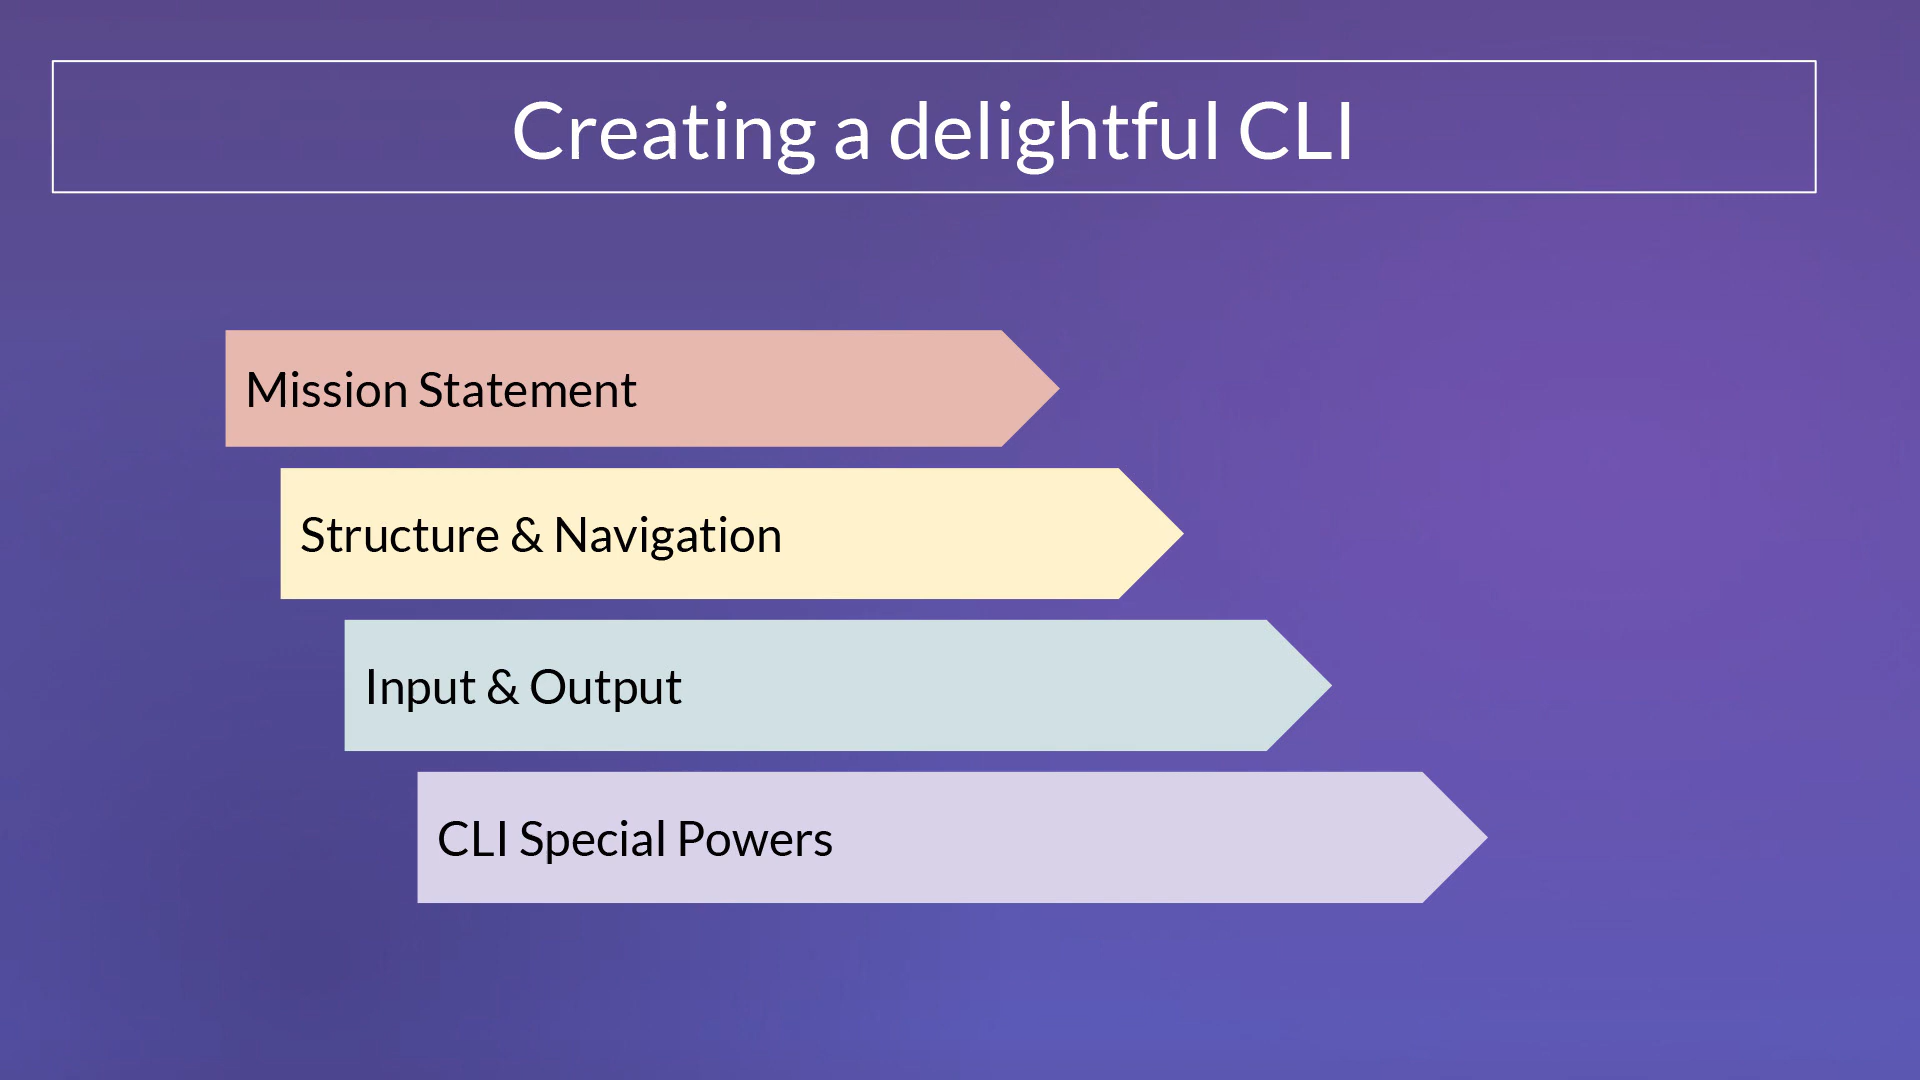 Creating a delightful CLI
Mission Statement
Structure & Navigation
Input & Output
CLI Special Powers